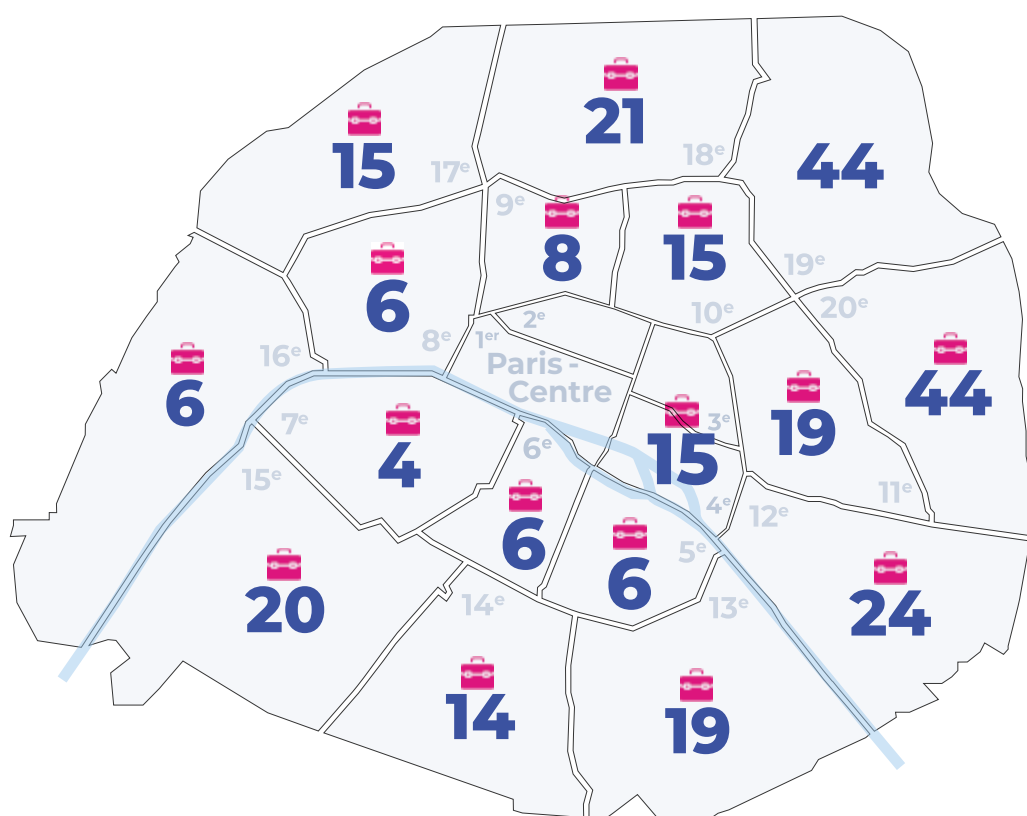 21
15
17ᵉ
18ᵉ
44
9ᵉ
8
15
19ᵉ
6
10ᵉ
20ᵉ
8ᵉ
1ᵉʳ
2ᵉ
16ᵉ
Paris -
Centre
6
44
7ᵉ
4
6ᵉ
3ᵉ
15
19
15ᵉ
11ᵉ
4ᵉ
12ᵉ
6
5ᵉ
6
20
14ᵉ
13ᵉ
24
14
19